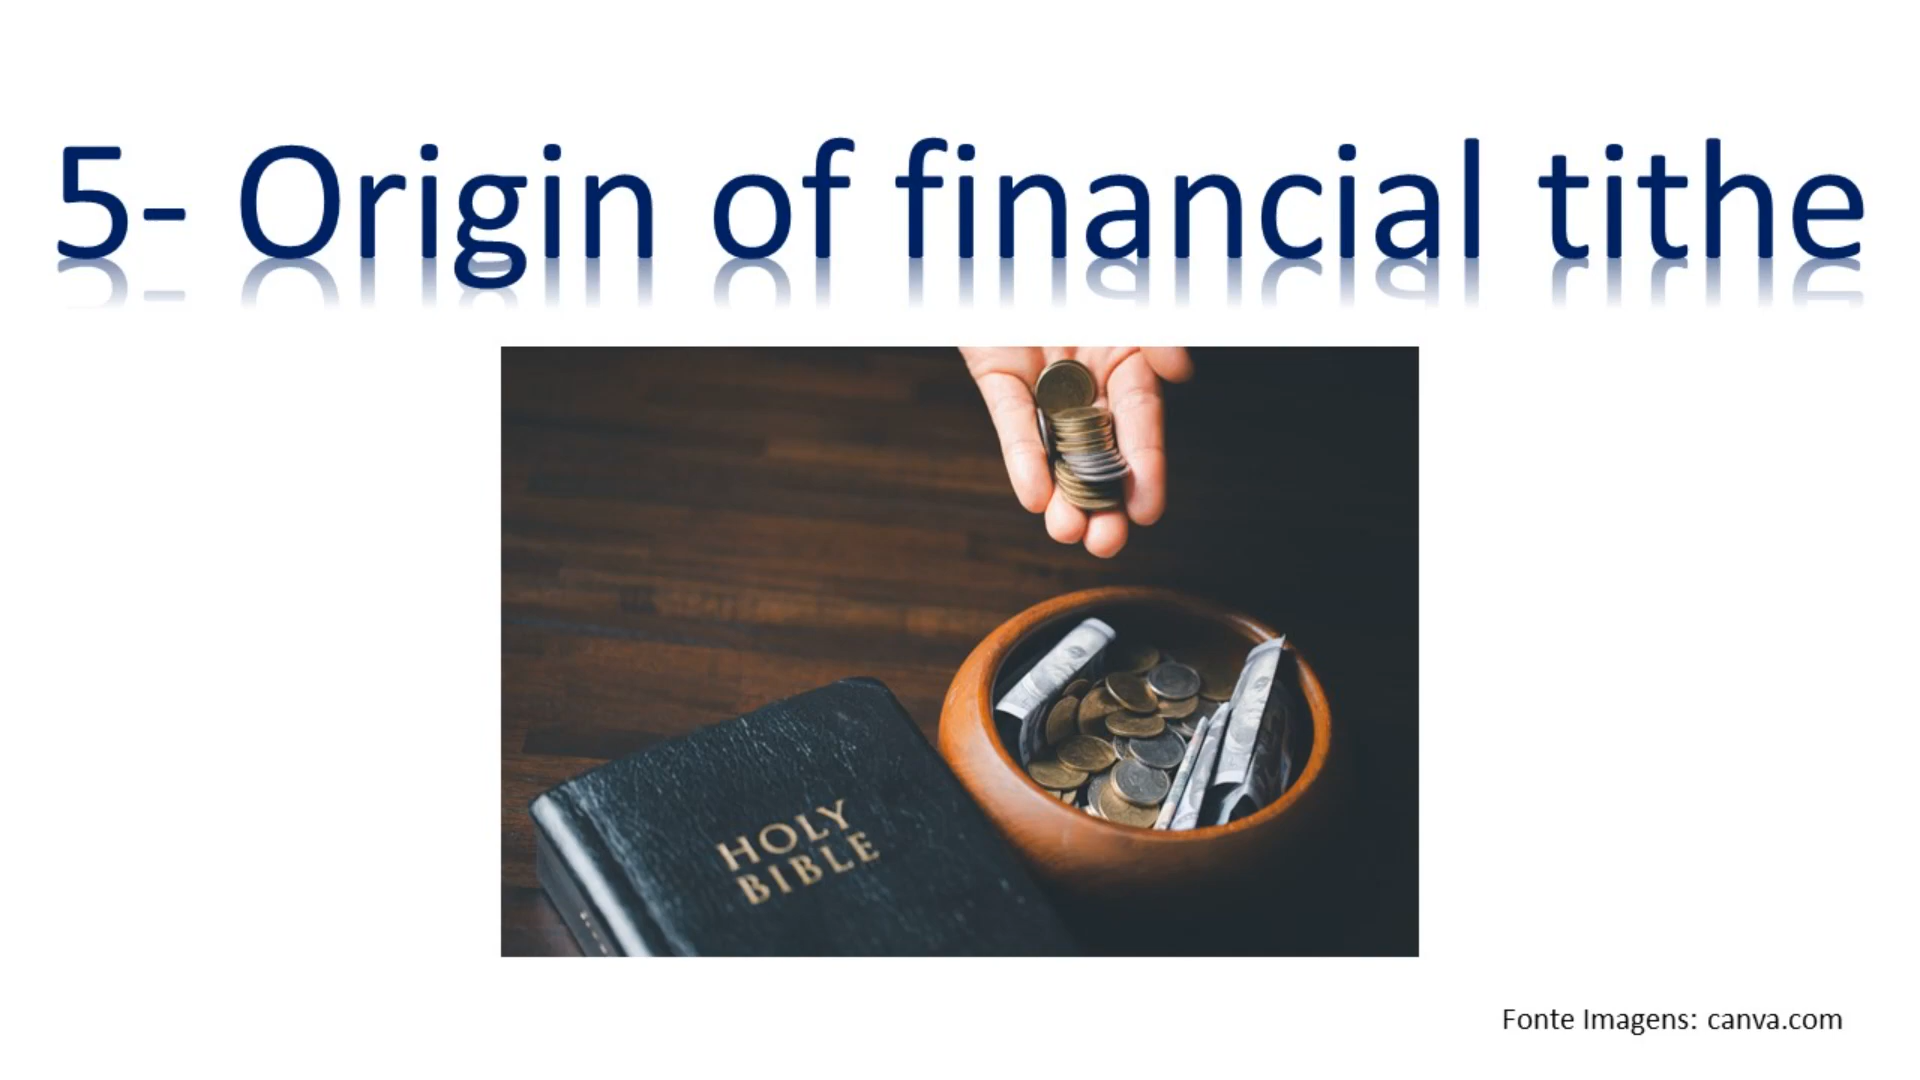 5- Origin of financial tithe
HOLY
BIBLE
Fonte Imagens: canva.com